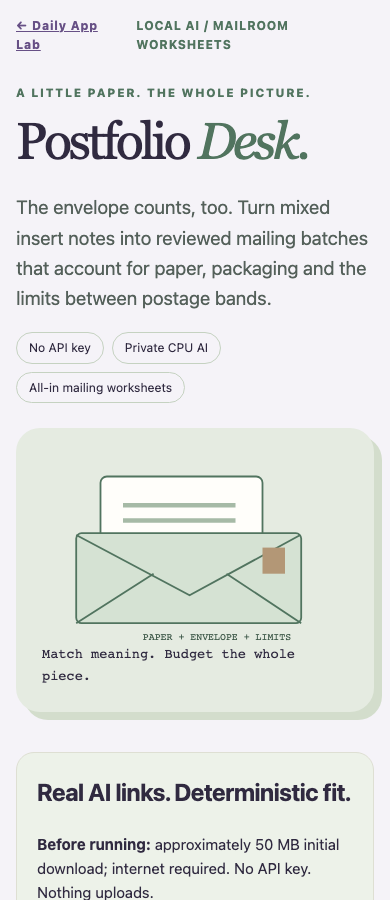 ← Daily App
Lab
LOCAL AI / MAILROOM
WORKSHEETS
A LITTLE PAPER. THE WHOLE PICTURE.
Postfolio Desk.
The envelope counts, too. Turn mixed
insert notes into reviewed mailing batches
that account for paper, packaging and the
limits between postage bands.
No API key
Private CPU AI
All-in mailing worksheets
PAPER + ENVELOPE + LIMITS
Match meaning. Budget the whole
piece.
Real AI links. Deterministic fit.
Before running: approximately 50 MB initial
download; internet required. No API key.
Nothing uploads.